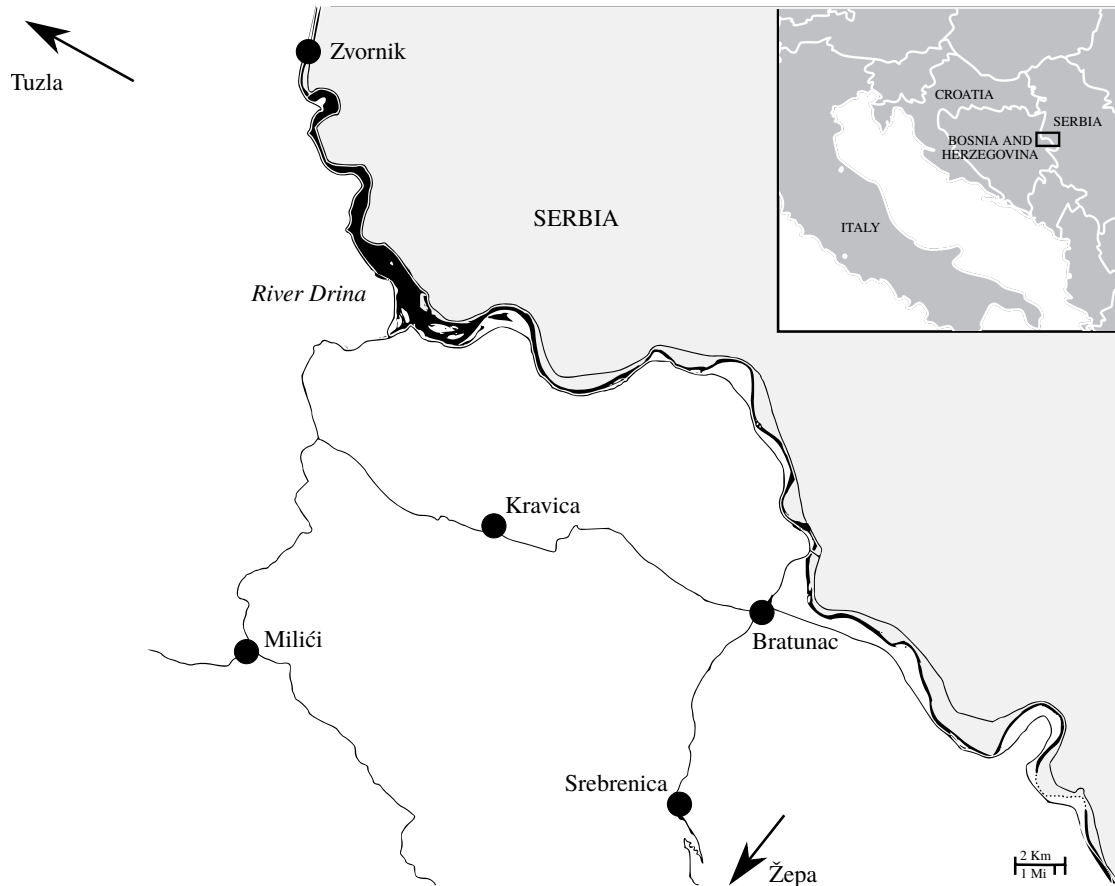 Zvornik
Tuzla
CROATIA
SERBIA
BOSNIA AND
HERZEGOVINA
ITALY
SERBIA
River Drina
Kravica
Milići
Bratunac
Srebrenica
Žepa
2 Km
1 Mi